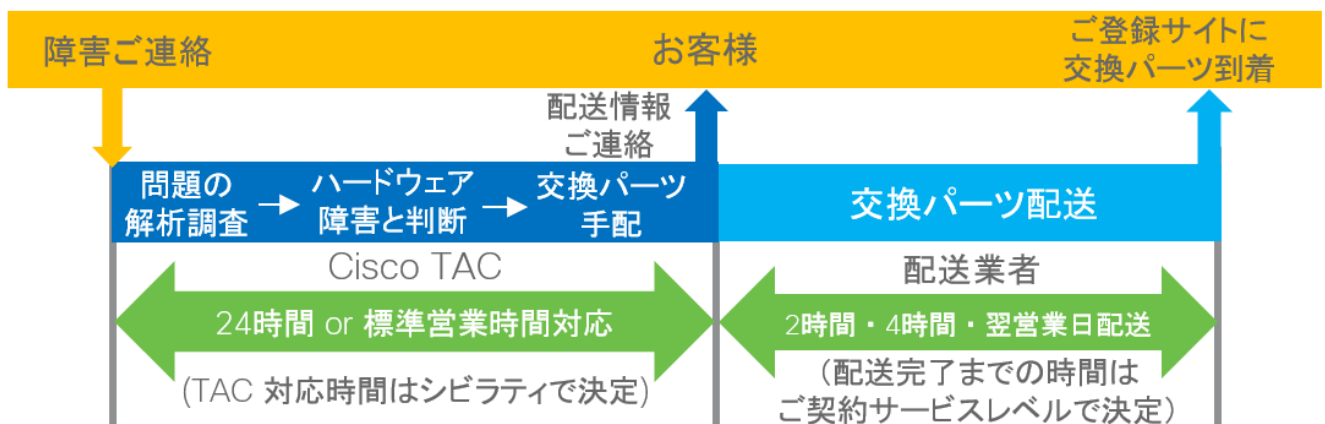 障害ご連絡
お客様
ご登録サイトに
交換パーツ到着
配送情報
ご連絡
問題の
解析調査
ハードウェア
障害と判断
交換パーツ
手配
交換パーツ配送
Cisco TAC
配送業者
24時間 or 標準営業時間対応
2時間・4時間・翌営業日配送
(TAC 対応時間はシビラティで決定)
（配送完了までの時間は
ご契約サービスレベルで決定）